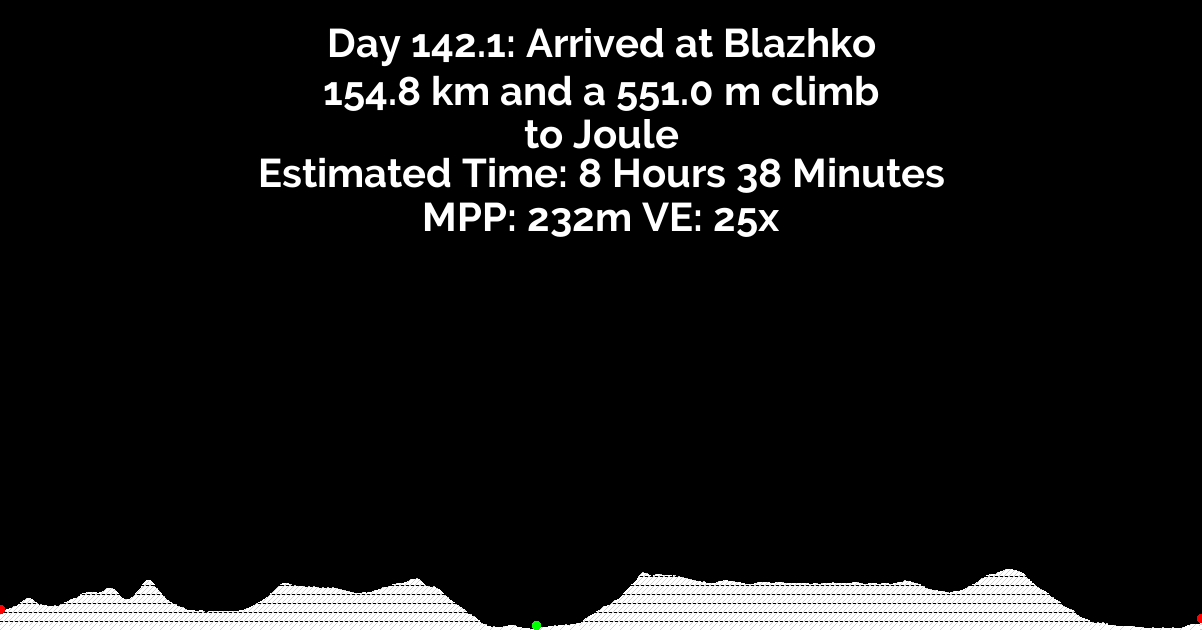 Day 142.1: Arrived at Blazhko
154.8 km and a 551.0 m climb
to Joule
Estimated Time: 8 Hours 38 Minutes
MPP: 232m VE: 25x